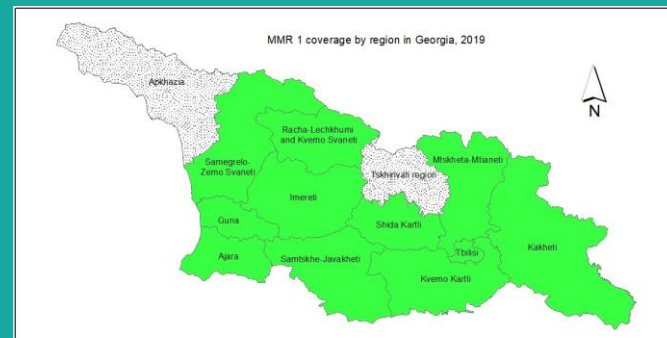 MMR 1 coverage by region in Georgia, 2019
Apkhazia
N
Racha-Lechkhumi
and Kvemo Svaneti
Mtskheta-Mtianeti
Samegrelo-
Zemo Svaneti
Tskhinvali region
Imereti
Guria
Shida Kartli
Kakheti
Tbilisi
Ajara
Samtskhe-Javakheti
Kvemo Kartli